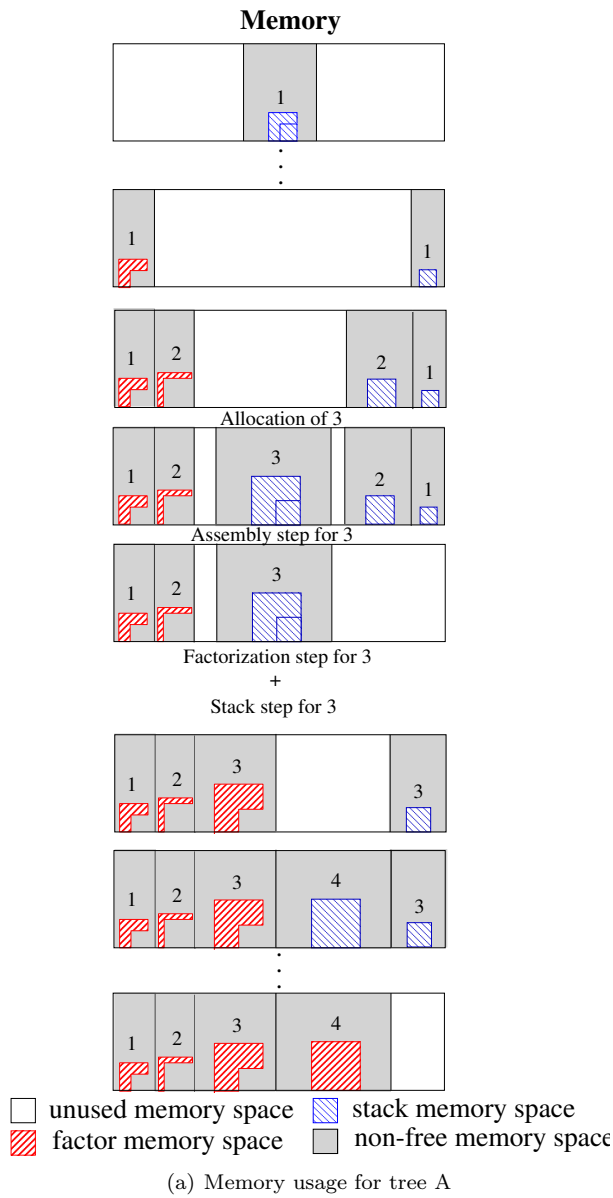 Memory
1
1 1
1 2 2 1
Allocation of 3
1 2 3 2 1
Assembly step for 3
1 2 3
Factorization step for 3
+
Stack step for 3
1 2 3 3
1 2 3 4 3
1 2 3 4
unused memory space stack memory space
factor memory space non-free memory space
(a) Memory usage for tree A